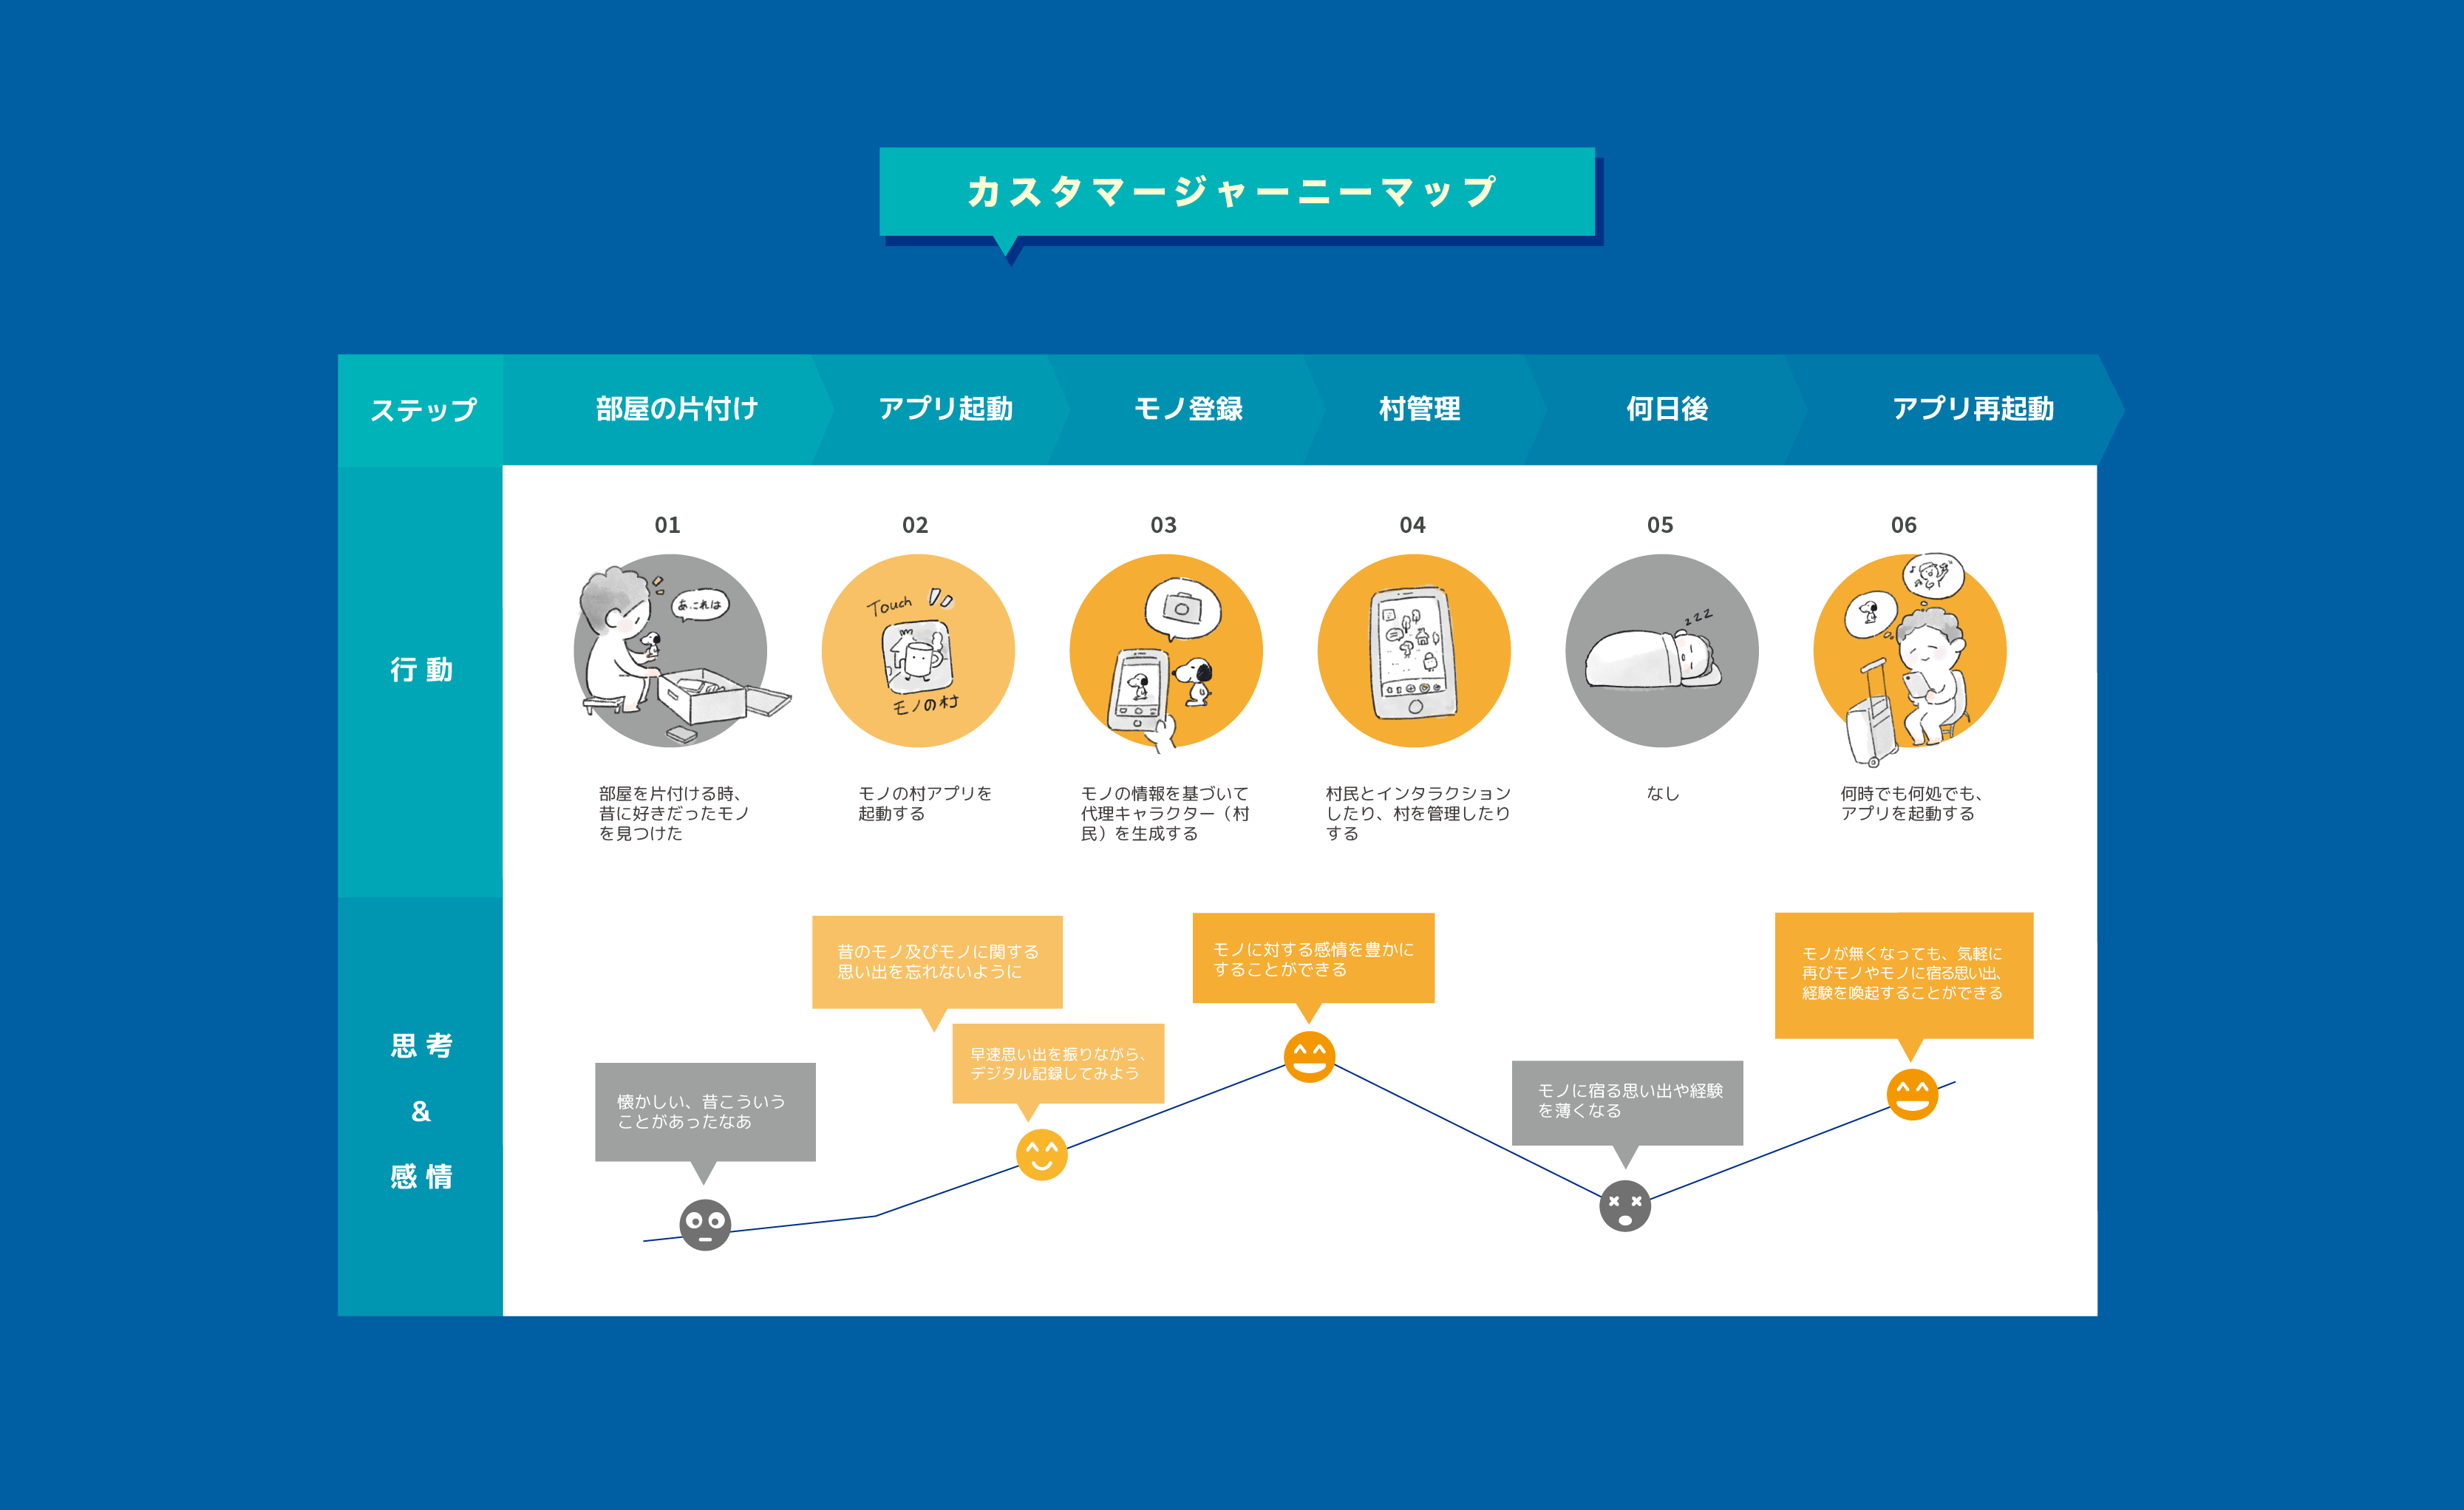 カスタマージャーニーマップ
ステップ
部屋の片付け
アプリ起動
モノ登録
村管理
何日後
アプリ再起動
行動
01
02
03
04
05
06
あ、これは
Touch
モノの村
zzz
部屋を片付ける時、
昔に好きだったモノ
を見つけた
モノの村アプリを
起動する
モノの情報を基づいて
代理キャラクター（村
民）を生成する
村民とインタラクション
したり、村を管理したり
する
なし
何時でも何処でも、
アプリを起動する
思考
&
感情
懐かしい、昔こういう
ことがあったなあ
昔のモノ及びモノに関する
思い出を忘れないように
早速思い出を振りながら、
デジタル記録してみよう
モノに対する感情を豊かに
することができる
モノに宿る思い出や経験
を薄くなる
モノが無くなっても、気軽に
再びモノやモノに宿る思い出、
経験を喚起することができる